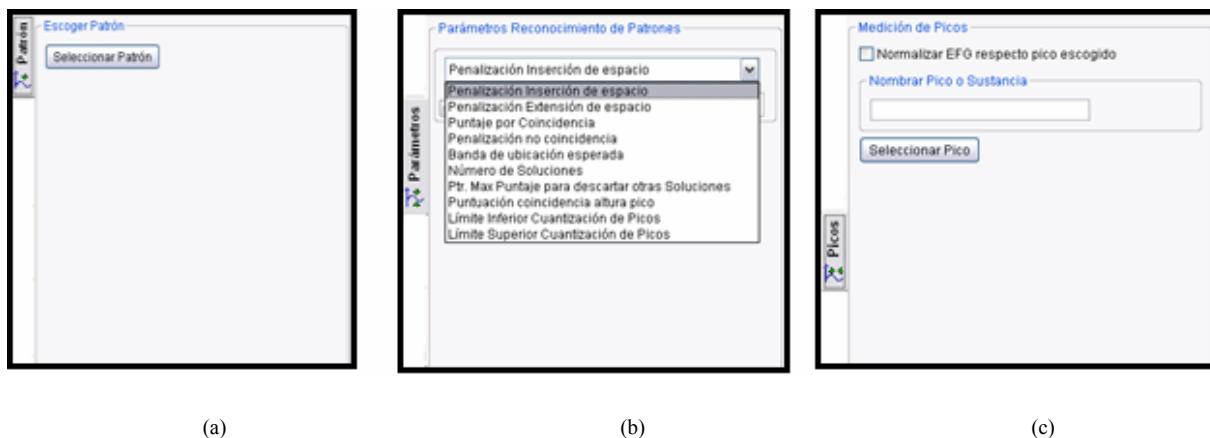 Patrón
Escoger Patrón
Seleccionar Patrón
Parámetros
Parámetros Reconocimiento de Patrones
Penalización Inserción de espacio
Penalización Inserción de espacio
Penalización Extensión de espacio
Puntaje por Coincidencia
Penalización no coincidencia
Banda de ubicación esperada
Número de Soluciones
Ptr. Max Puntaje para descartar otras Soluciones
Puntuación coincidencia altura pico
Límite Inferior Cuantización de Picos
Límite Superior Cuantización de Picos
Picos
Medición de Picos
Normalizar EFG respecto pico escogido
Nombrar Pico o Sustancia
Seleccionar Pico
(a)
(b)
(c)